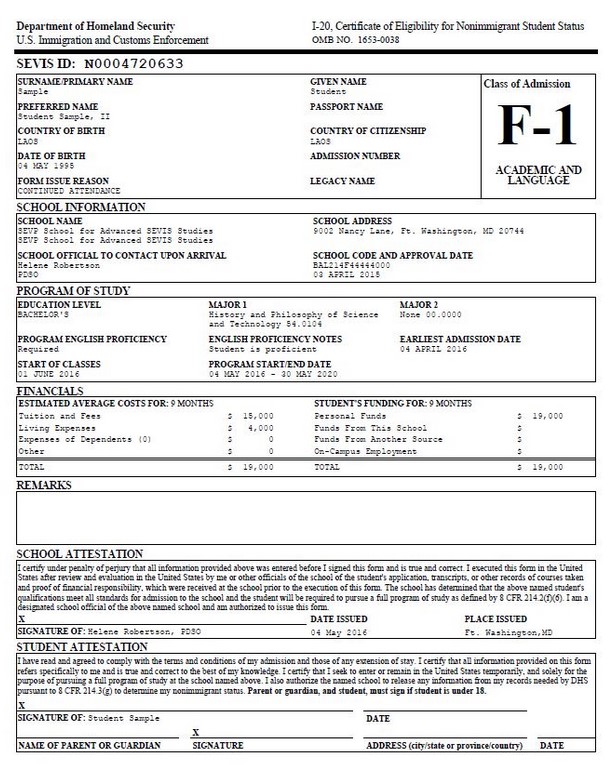 Department of Homeland Security
U.S. Immigration and Customs Enforcement
I-20, Certificate of Eligibility for Nonimmigrant Student Status
OMB NO. 1653-0038
SEVIS ID: N0004720633
SURNAME/PRIMARY NAME
Sample
GIVEN NAME
Student
Class of Admission
PREFERRED NAME
Student Sample, II
PASSPORT NAME
COUNTRY OF BIRTH
LAOS
COUNTRY OF CITIZENSHIP
LAOS
F-1
DATE OF BIRTH
04 MAY 1995
ADMISSION NUMBER
FORM ISSUE REASON
CONTINUED ATTENDANCE
LEGACY NAME
ACADEMIC AND
LANGUAGE
SCHOOL INFORMATION
SCHOOL NAME
SEVP School for Advanced SEVIS Studies
SEVP School for Advanced SEVIS Studies
SCHOOL ADDRESS
9002 Nancy Lane, Ft. Washington, MD 20744
SCHOOL OFFICIAL TO CONTACT UPON ARRIVAL
Helene Robertson
PDSO
SCHOOL CODE AND APPROVAL DATE
BAL214F44444000
03 APRIL 2015
PROGRAM OF STUDY
EDUCATION LEVEL
BACHELOR'S
MAJOR 1
History and Philosophy of Science
and Technology 54.0104
MAJOR 2
None 00.0000
PROGRAM ENGLISH PROFICIENCY
Required
ENGLISH PROFICIENCY NOTES
Student is proficient
EARLIEST ADMISSION DATE
04 APRIL 2016
START OF CLASSES
01 JUNE 2016
PROGRAM START/END DATE
04 MAY 2016 - 30 MAY 2020
FINANCIALS
ESTIMATED AVERAGE COSTS FOR: 9 MONTHS
Tuition and Fees $ 15,000
Living Expenses $ 4,000
Expenses of Dependents (0) $ 0
Other $ 0
TOTAL $ 19,000
STUDENT'S FUNDING FOR: 9 MONTHS
Personal Funds $ 19,000
Funds From This School $
Funds From Another Source $
On-Campus Employment $
TOTAL $ 19,000
REMARKS
SCHOOL ATTESTATION
I certify under penalty of perjury that all information provided above was entered before I signed this form and is true and correct. I executed this form in the United
States after review and evaluation in the United States by me or other officials of the school of the student's application, transcripts, or other records of courses taken
and proof of financial responsibility, which were received at the school prior to the execution of this form. The school has determined that the above named student's
qualifications meet all standards for admission to the school and the student will be required to pursue a full program of study as defined by 8 CFR 214.2(f)(6). I am a
designated school official of the above named school and am authorized to issue this form.
X
SIGNATURE OF: Helene Robertson, PDSO
DATE ISSUED
04 May 2016
PLACE ISSUED
Ft. Washington,MD
STUDENT ATTESTATION
I have read and agreed to comply with the terms and conditions of my admission and those of any extension of stay. I certify that all information provided on this form
refers specifically to me and is true and correct to the best of my knowledge. I certify that I seek to enter or remain in the United States temporarily, and solely for the
purpose of pursuing a full program of study at the school named above. I also authorize the named school to release any information from my records needed by DHS
pursuant to 8 CFR 214.3(g) to determine my nonimmigrant status. Parent or guardian, and student, must sign if student is under 18.
X
SIGNATURE OF: Student Sample
DATE
X
NAME OF PARENT OR GUARDIAN
SIGNATURE
ADDRESS (city/state or province/country)
DATE